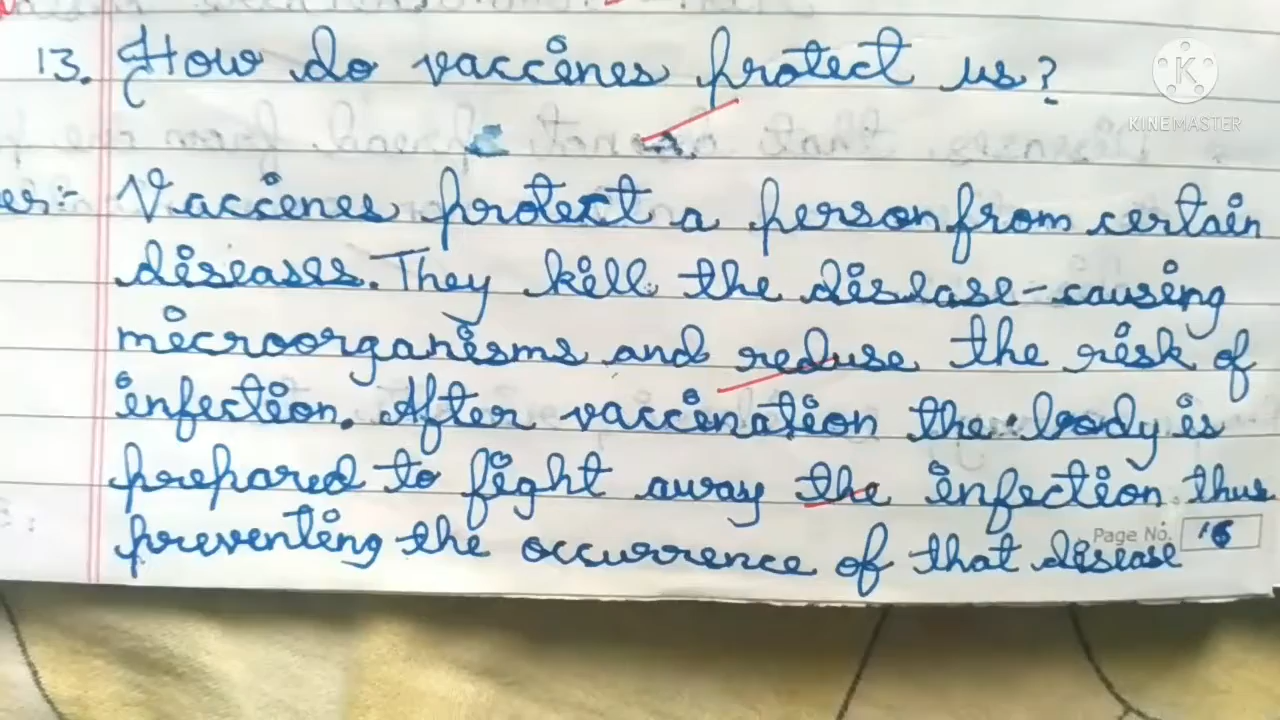 13. How do vaccines protect us?
KINEMASTER
er:- Vaccines protect a person from certain
diseases. They kill the disease-causing
microorganisms and reduse the risk of
infection. After vaccination the body is
prepared to fight away the infection thus
preventing the occurrence of that disease
Page No. 16